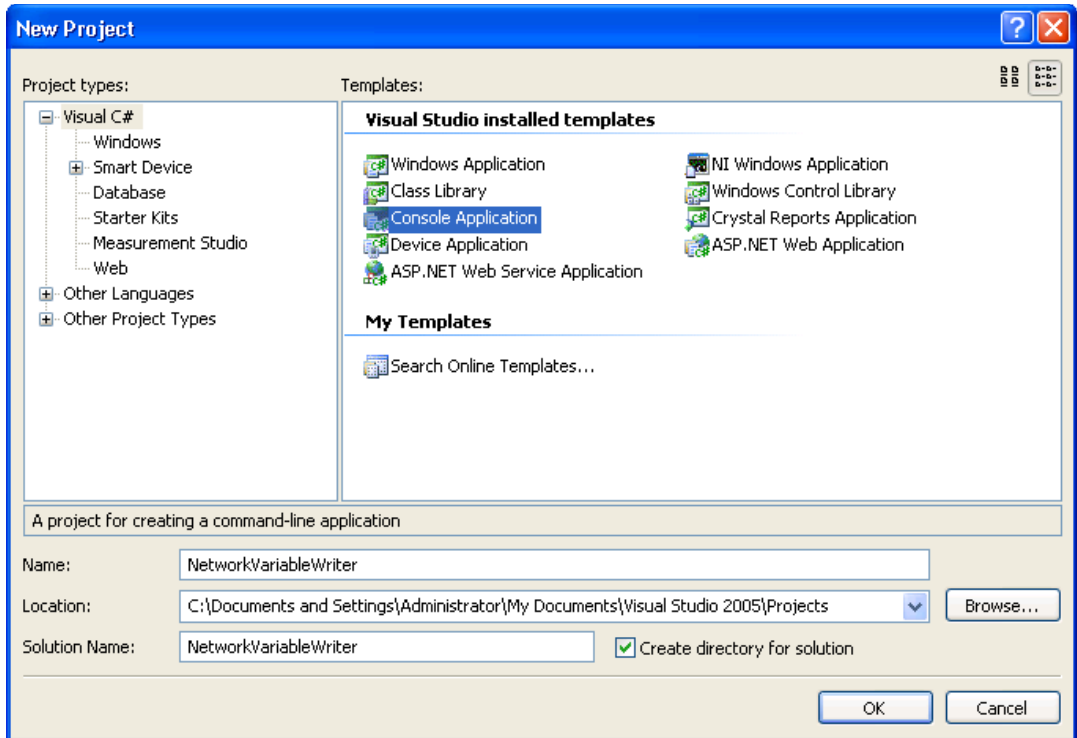 New Project
Project types:
Templates:
Visual C#
Windows
Smart Device
Database
Starter Kits
Measurement Studio
Web
Other Languages
Other Project Types
Visual Studio installed templates
Windows Application
NI Windows Application
Class Library
Windows Control Library
Console Application
Crystal Reports Application
Device Application
ASP.NET Web Application
ASP.NET Web Service Application
My Templates
Search Online Templates...
A project for creating a command-line application
Name:
NetworkVariableWriter
Location:
C:\Documents and Settings\Administrator\My Documents\Visual Studio 2005\Projects
Browse...
Solution Name:
NetworkVariableWriter
Create directory for solution
OK
Cancel